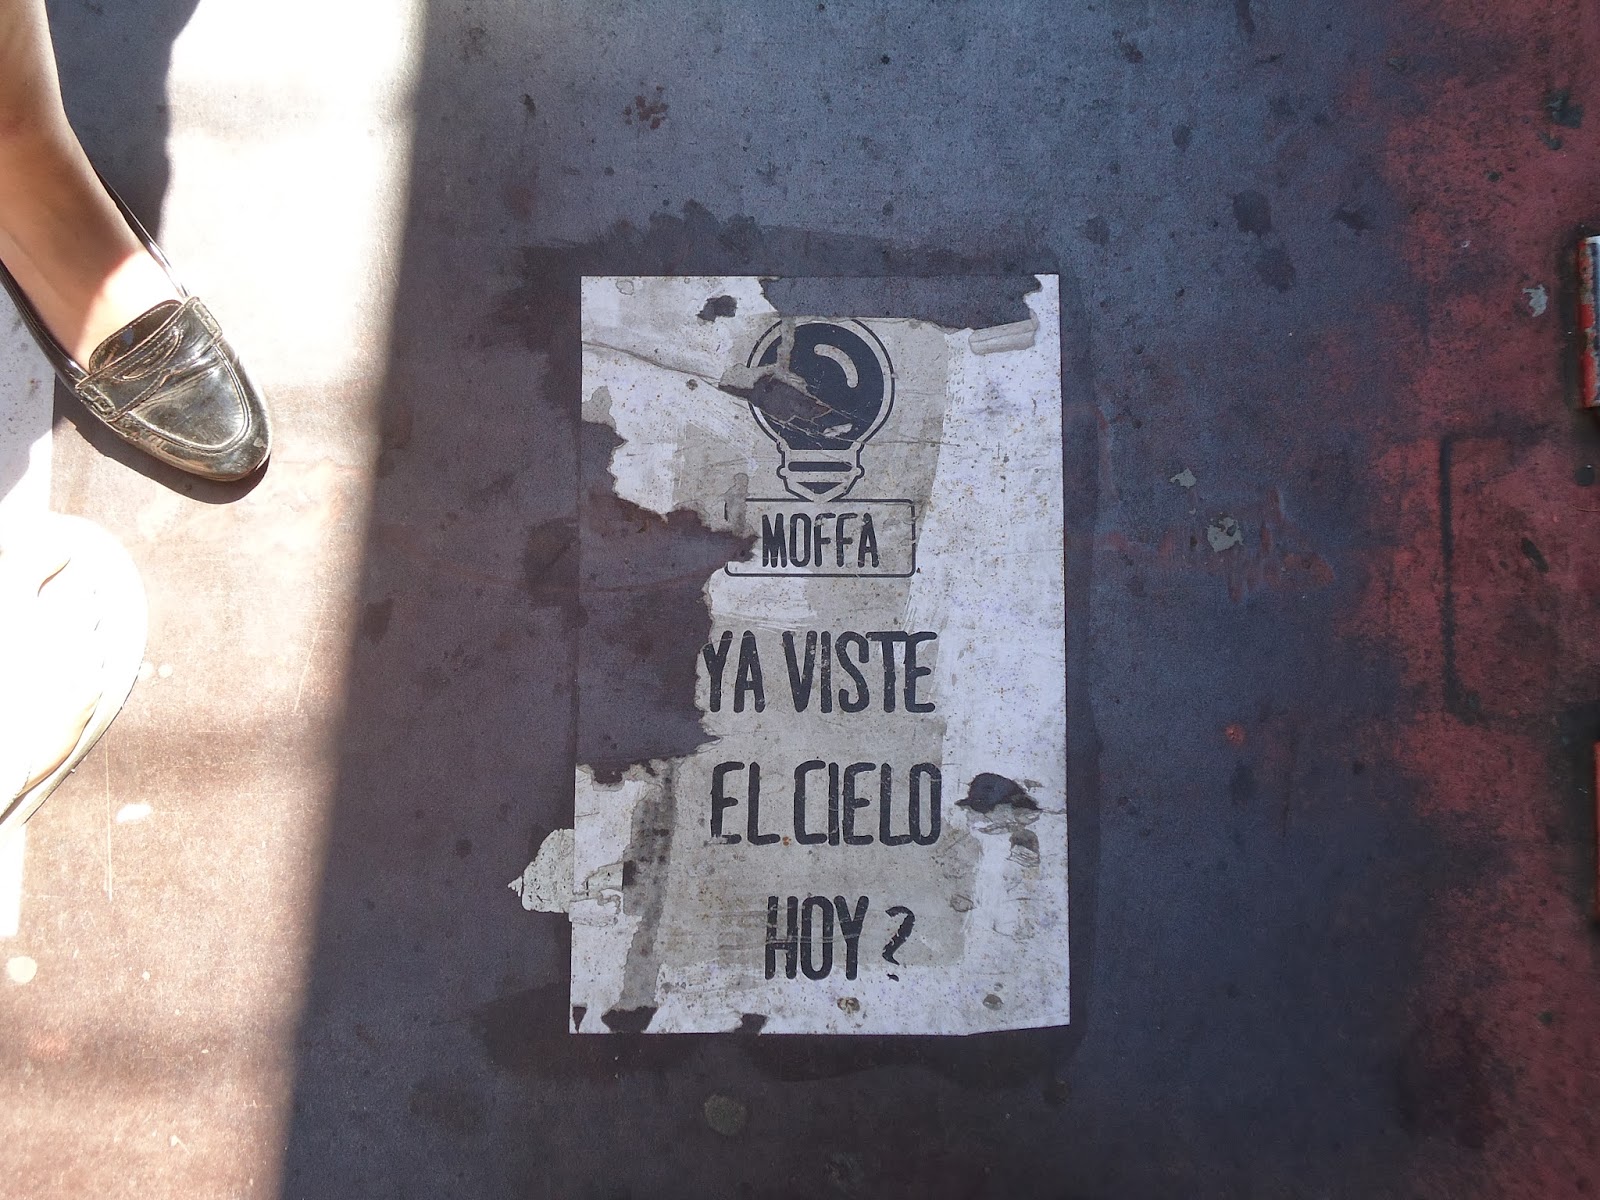 MOFFA
YA VISTE
EL CIELO
HOY?